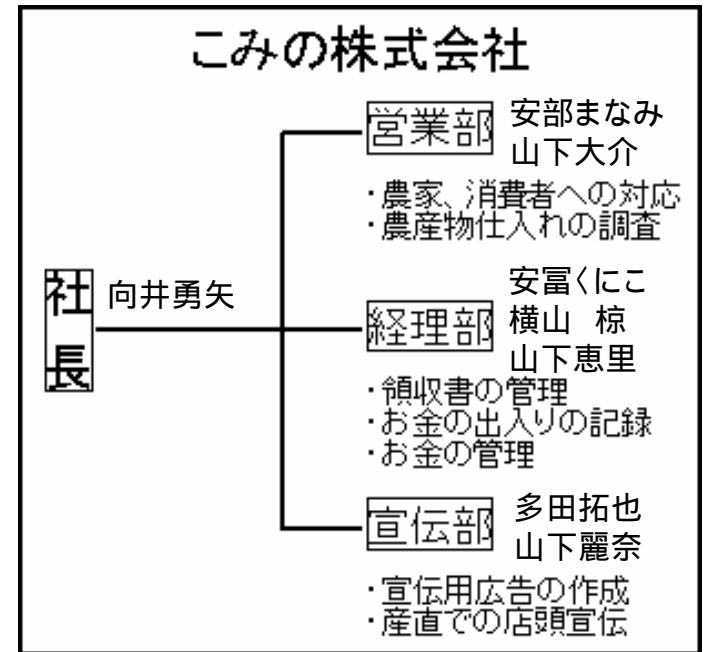 こみの株式会社
社長 向井勇矢
営業部 安部まなみ
山下大介
・農家、消費者への対応
・農産物仕入れの調査
経理部 安冨くにこ
横山 椋
山下恵里
・領収書の管理
・お金の出入りの記録
・お金の管理
宣伝部 多田拓也
山下麗奈
・宣伝用広告の作成
・産直での店頭宣伝